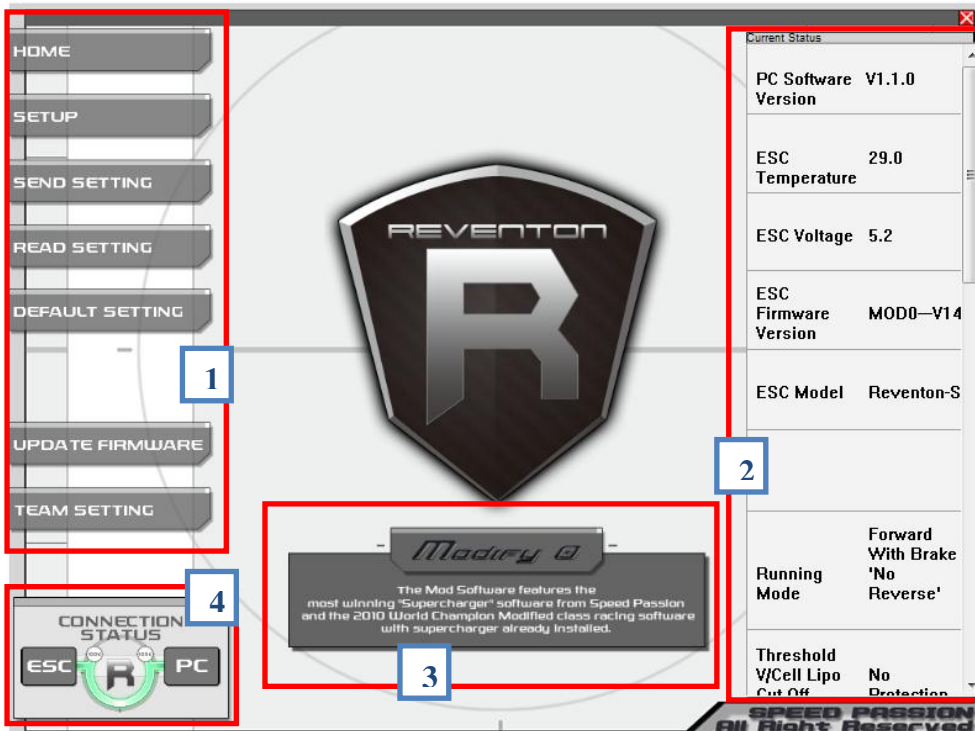 HOME
SETUP
SEND SETTING
READ SETTING
DEFAULT SETTING
1
UPDATE FIRMWARE
TEAM SETTING
4
CONNECTION
STATUS
ESC
R
PC
REVENTON
R
Modify 0
The Mod Software features the
most winning "Supercharger" software from Speed Passion
and the 2010 World Champion Modified class racing software
with supercharger already installed.
3
Current Status
PC Software V1.1.0
Version
ESC 29.0
Temperature
ESC Voltage 5.2
ESC
Firmware MOD0—V14
Version
ESC Model Reventon-S
2
Forward
With Brake
Running 'No
Mode Reverse'
Threshold
V/Cell Lipo No
Cut Off Protection
SPEED PASSION
All Right Reserved